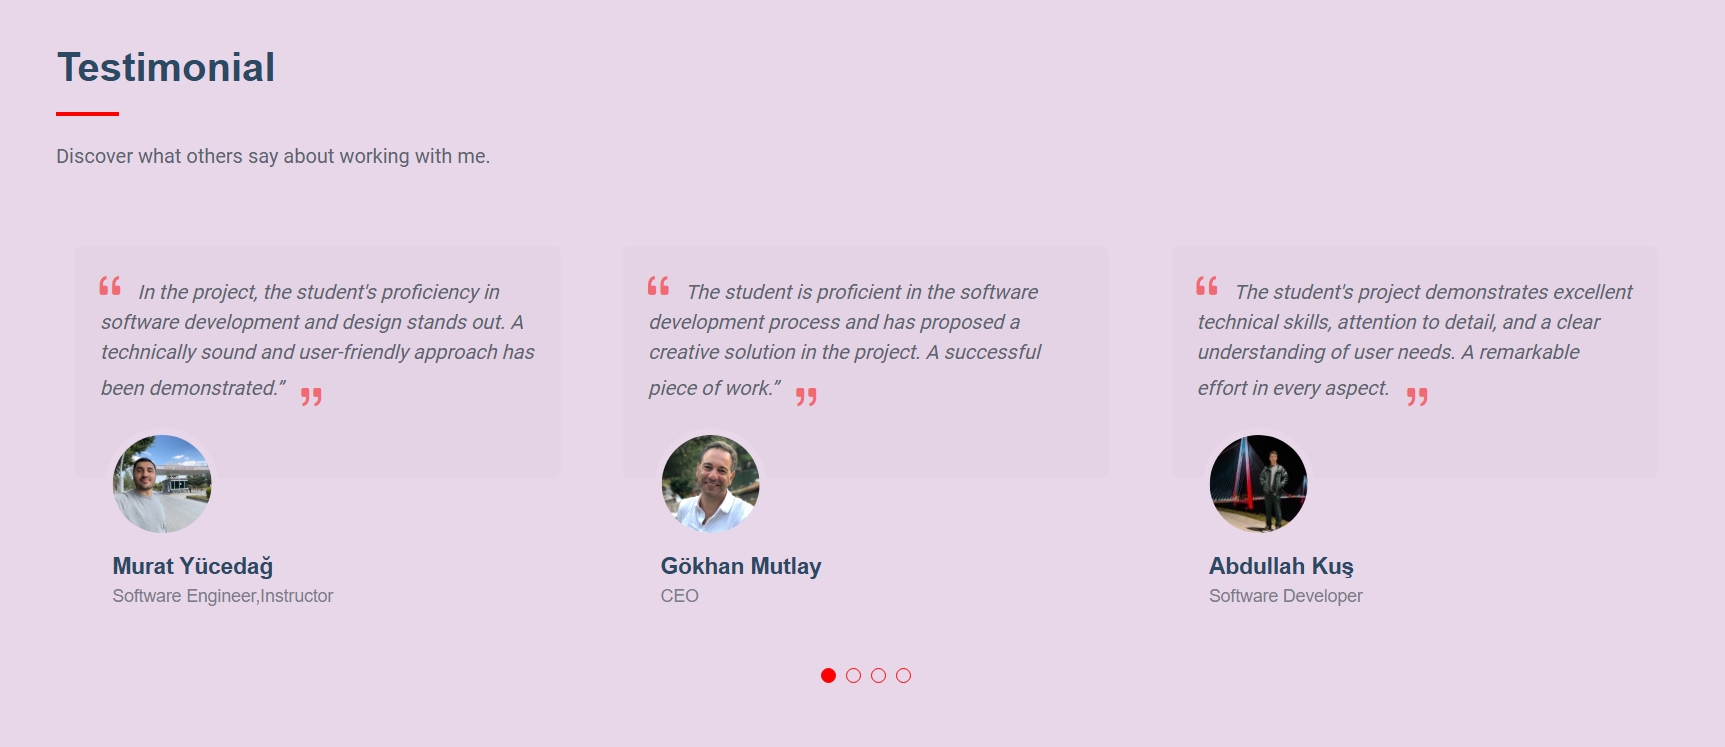 Testimonial
Discover what others say about working with me.
“ In the project, the student's proficiency in
software development and design stands out. A
technically sound and user-friendly approach has
been demonstrated.” ”
Murat Yücedağ
Software Engineer,Instructor
“ The student is proficient in the software
development process and has proposed a
creative solution in the project. A successful
piece of work.” ”
Gökhan Mutlay
CEO
“ The student's project demonstrates excellent
technical skills, attention to detail, and a clear
understanding of user needs. A remarkable
effort in every aspect. ”
Abdullah Kuş
Software Developer